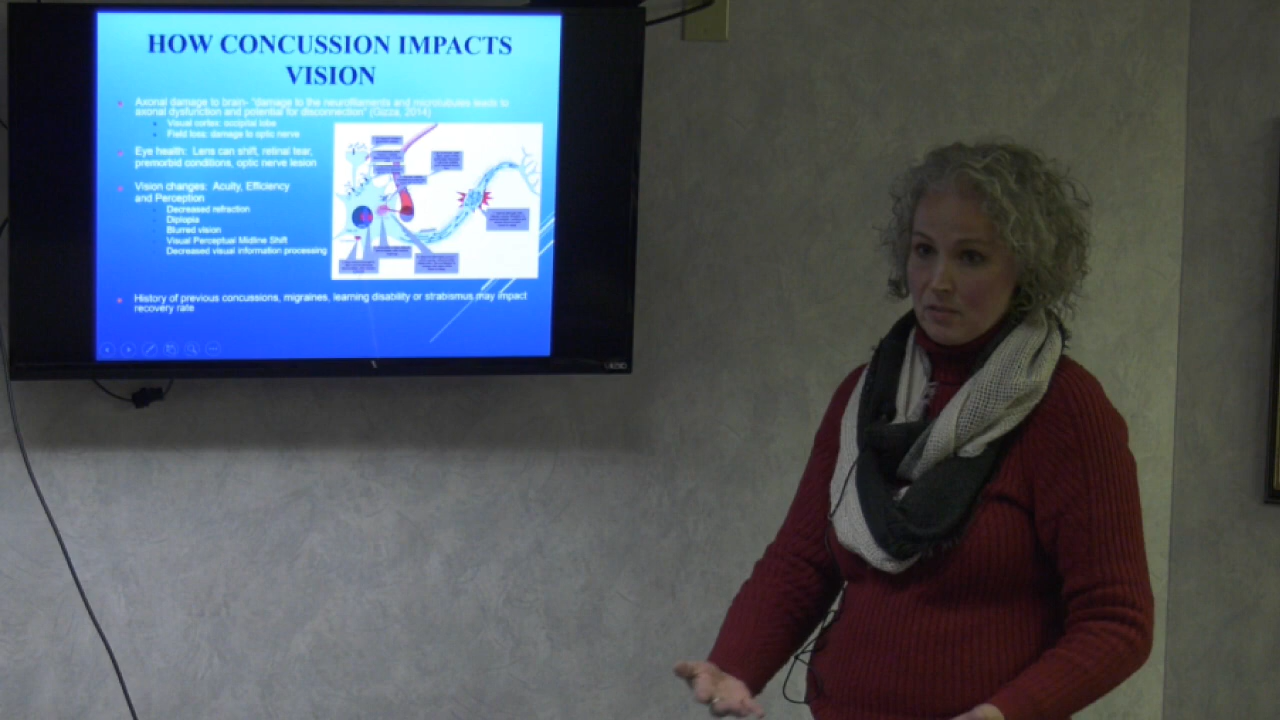 HOW CONCUSSION IMPACTS
VISION
Axonal damage to brain- "damage to the neurofilaments and microtubules leads to
axonal dysfunction and potential for disconnection" (Gizza, 2014)
Visual cortex: occipital lobe
Field loss: damage to optic nerve
Eye health: Lens can shift, retinal tear,
premorbid conditions, optic nerve lesion
Vision changes: Acuity, Efficiency
and Perception
Decreased refraction
Diplopia
Blurred vision
Visual Perceptual Midline Shift
Decreased visual information processing
History of previous concussions, migraines, learning disability or strabismus may impact
recovery rate
VIZIO